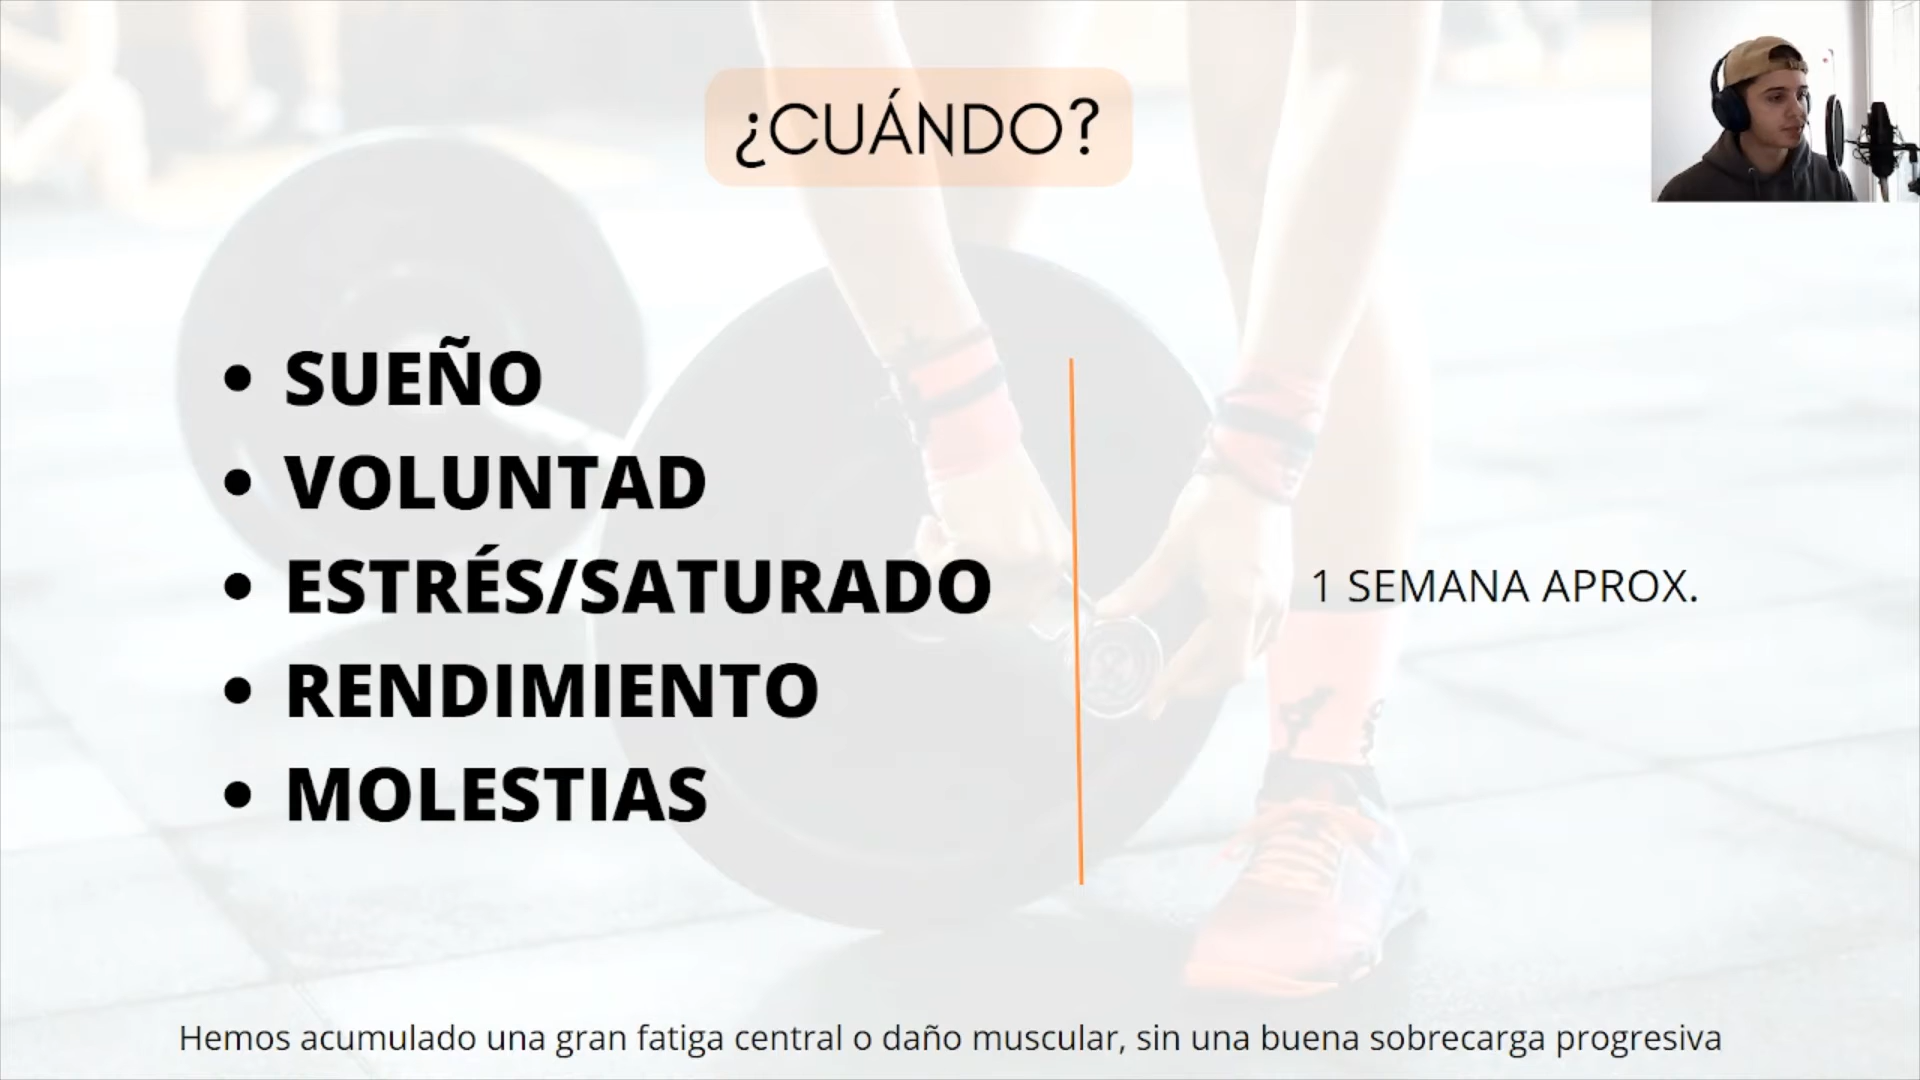 ¿CUÁNDO?
• SUEÑO
• VOLUNTAD
• ESTRÉS/SATURADO
• RENDIMIENTO
• MOLESTIAS
1 SEMANA APROX.
Hemos acumulado una gran fatiga central o daño muscular, sin una buena sobrecarga progresiva